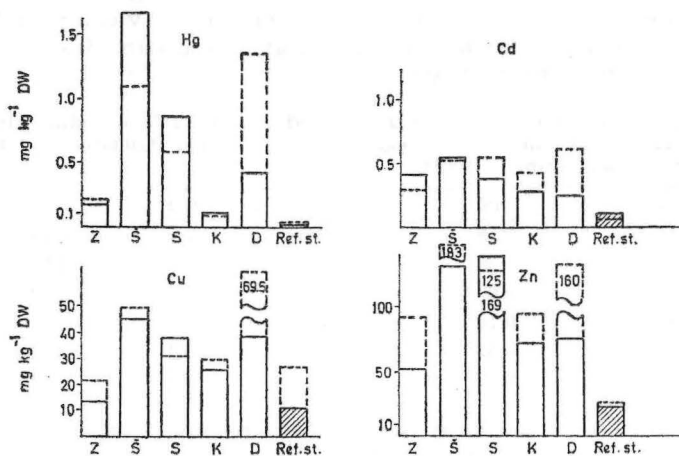 Hg
mg kg⁻¹ DW
1.5
1.0
0.5
0.1
Z Š S K D Ref. st.
Cd
1.0
0.5
Z Š S K D Ref. st.
Cu
mg kg⁻¹ DW
50
40
30
20
10
69.5
Z Š S K D Ref. st.
Zn
100
50
10
183
125
169
160
Z Š S K D Ref. st.